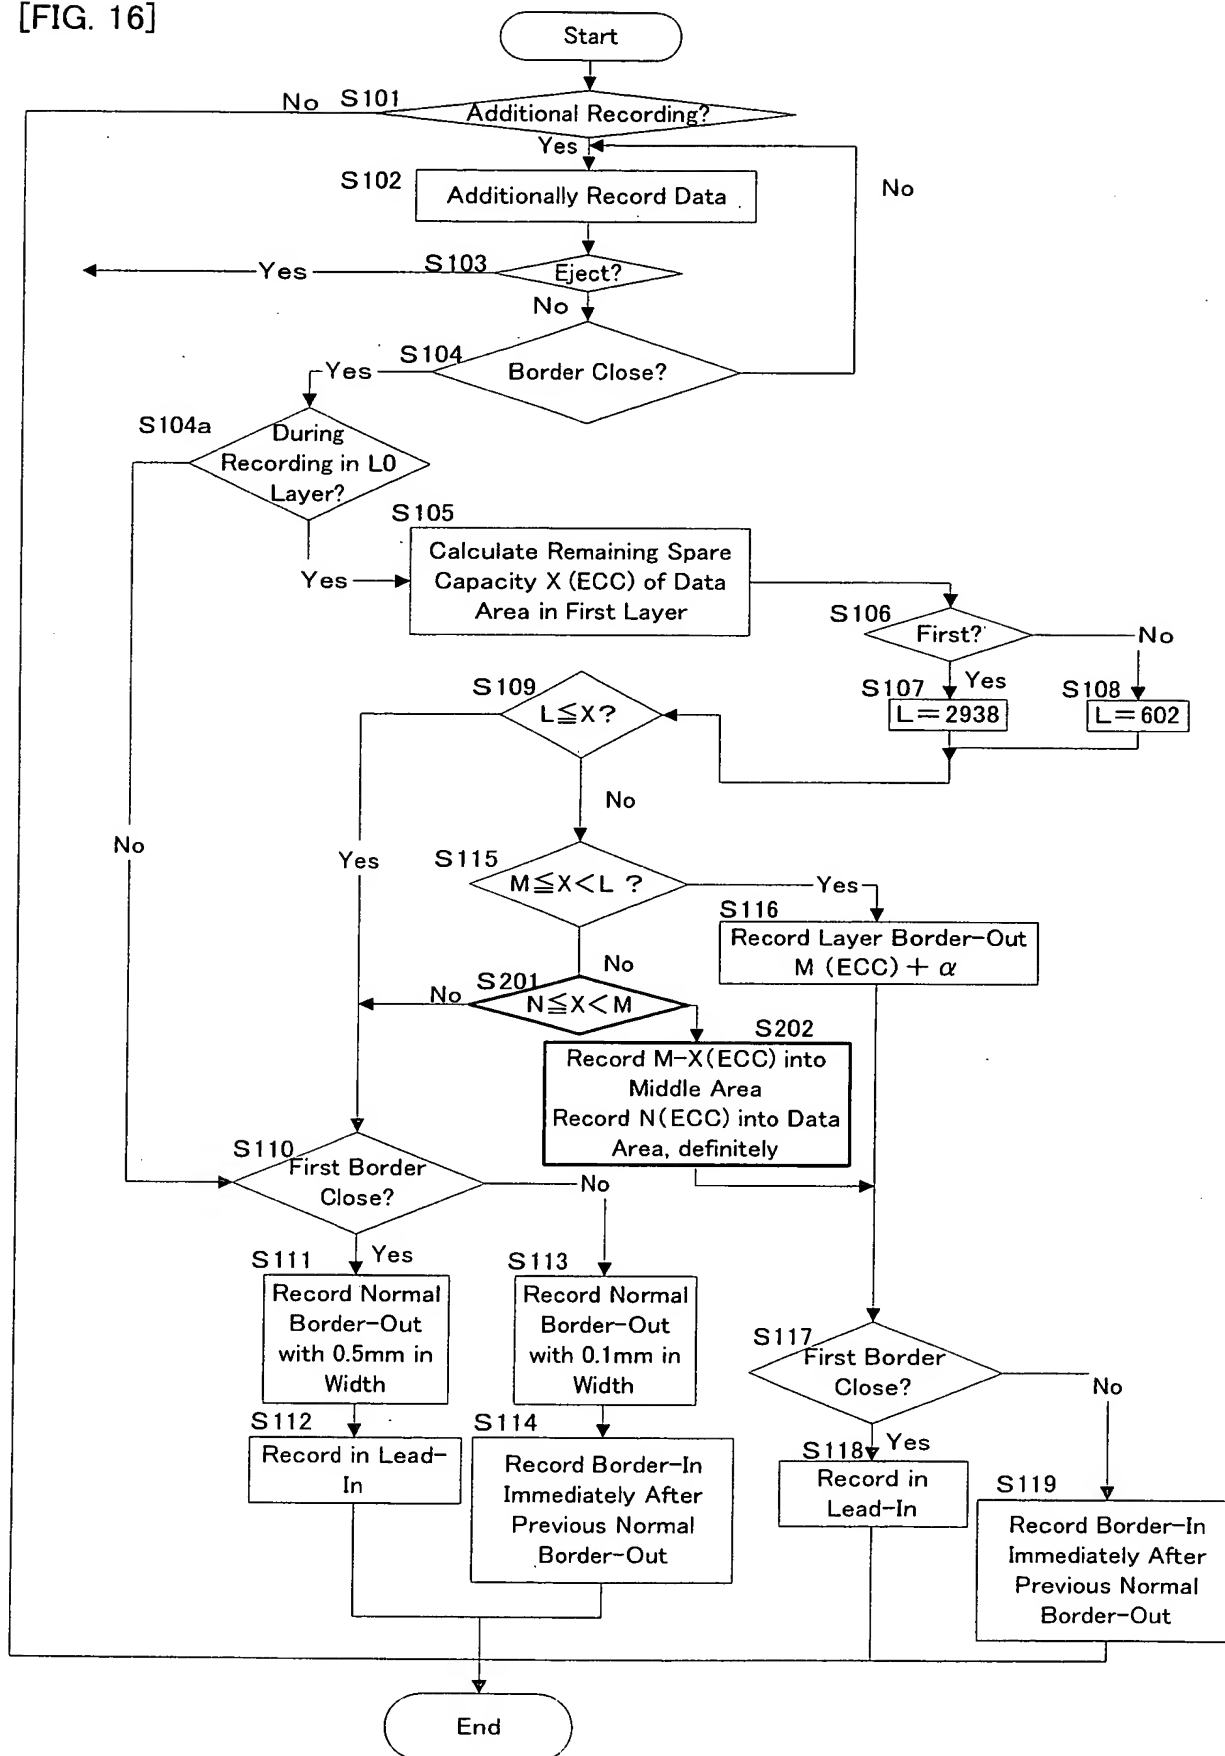 [FIG. 16]
Start
No
S101
Additional Recording?
Yes
S102
Additionally Record Data
No
S103
Yes
Eject?
No
S104
Border Close?
Yes
S104a
During
Recording in L0
Layer?
Yes
S105
Calculate Remaining Spare
Capacity X (ECC) of Data
Area in First Layer
S106
First?
No
Yes
S107
L=2938
S108
L=602
S109
L≦X?
No
No
Yes
S115
M≦X<L ?
Yes
S116
Record Layer Border-Out
M (ECC) + α
No
S201
No
N≦X<M
S202
Record M-X(ECC) into
Middle Area
Record N(ECC) into Data
Area, definitely
S110
First Border
Close?
No
Yes
S111
Record Normal
Border-Out
with 0.5mm in
Width
S113
Record Normal
Border-Out
with 0.1mm in
Width
S112
Record in Lead-
In
S114
Record Border-In
Immediately After
Previous Normal
Border-Out
S117
First Border
Close?
No
Yes
S118
Record in
Lead-In
S119
Record Border-In
Immediately After
Previous Normal
Border-Out
End